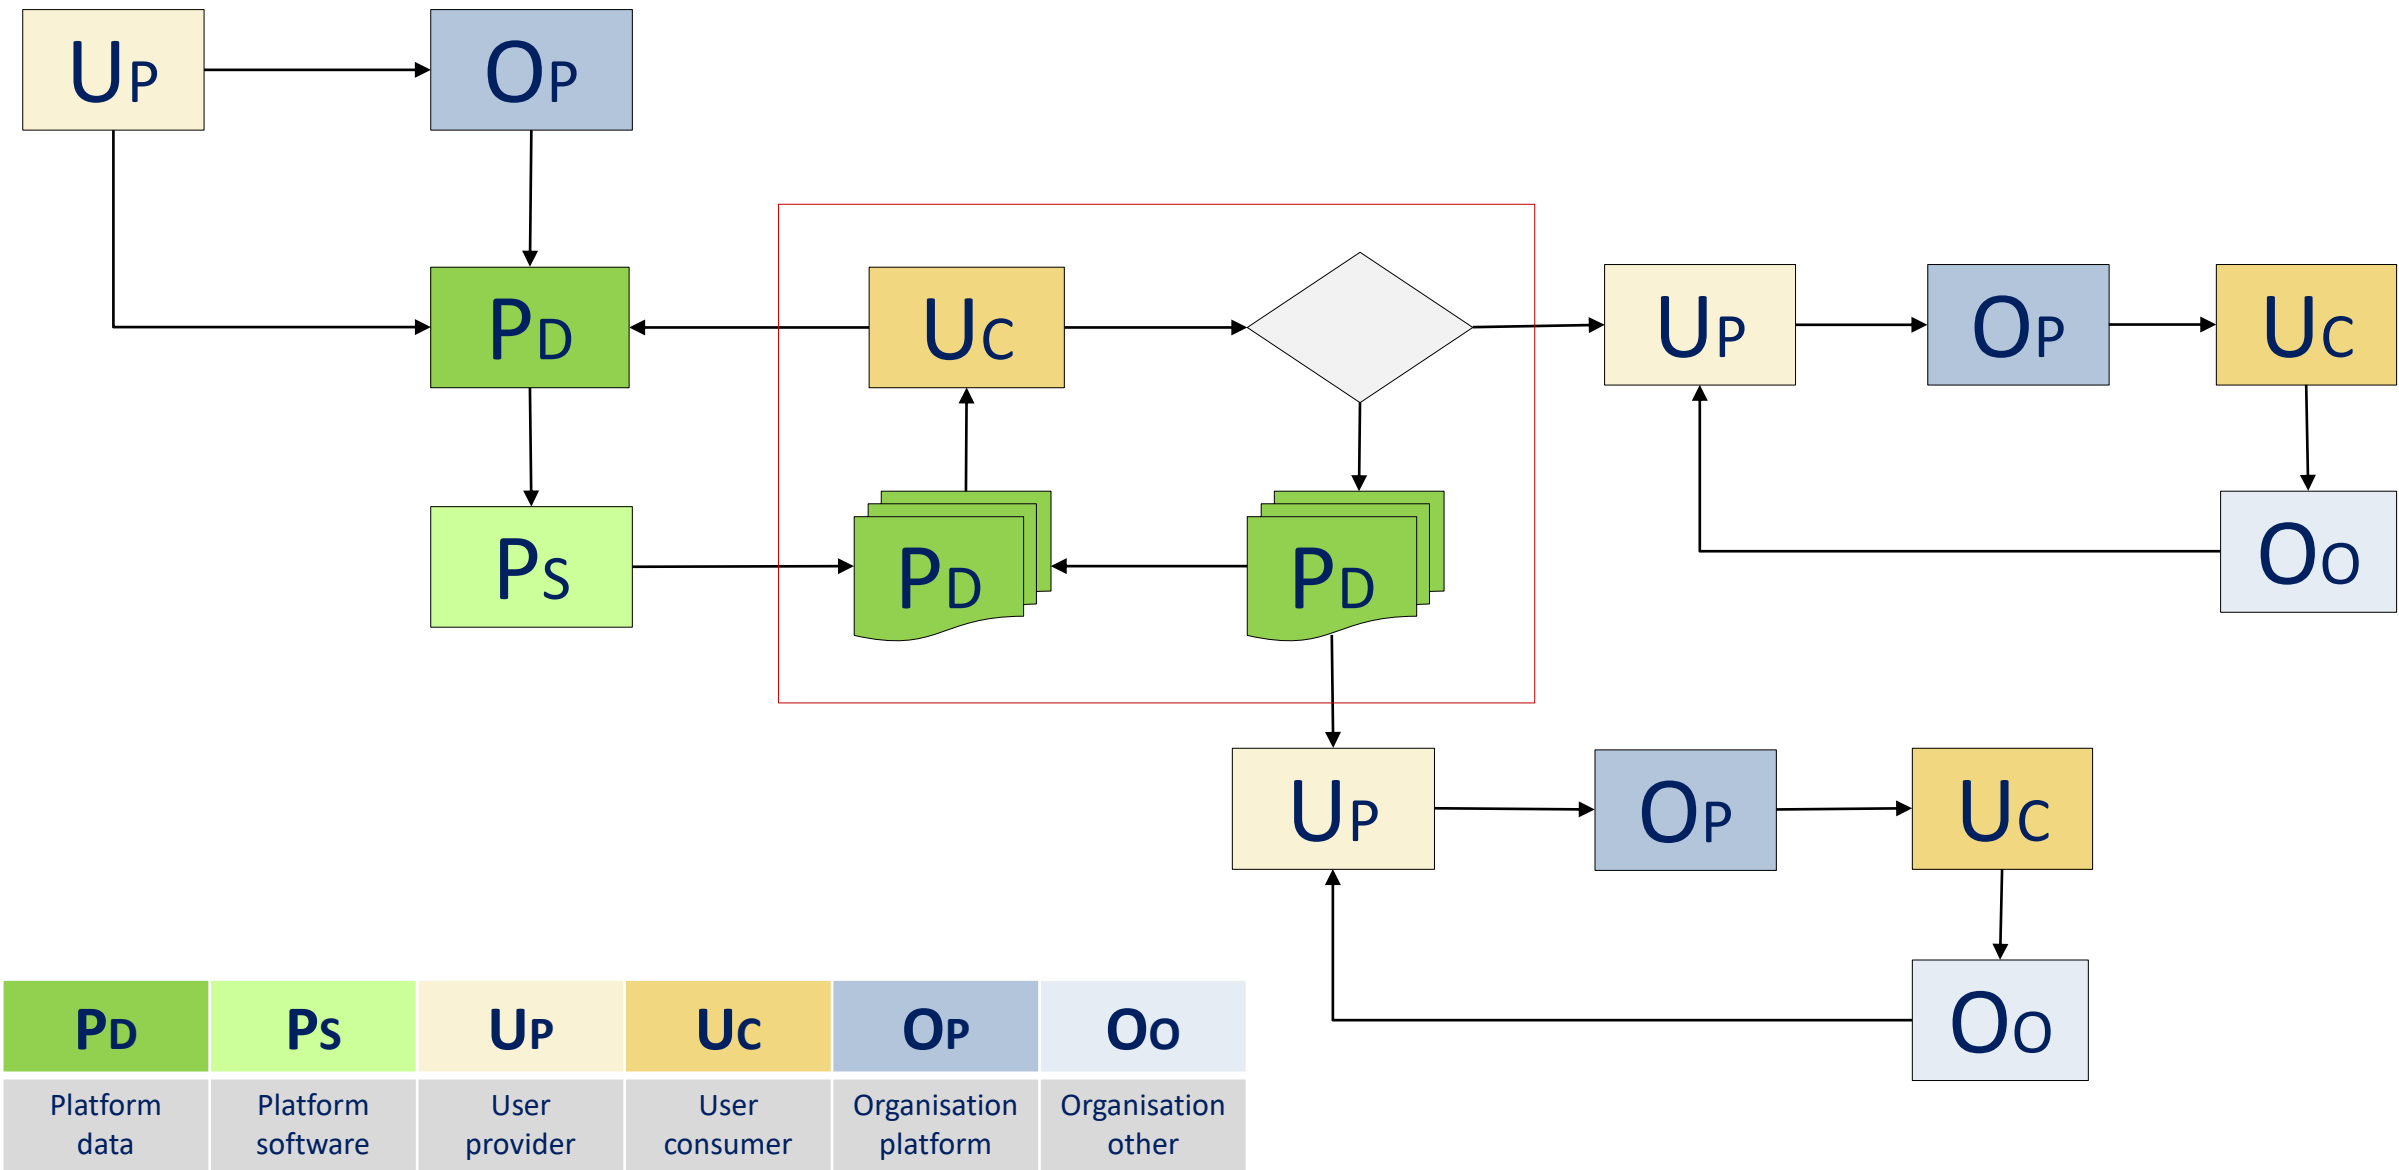 UP
OP
PD
UC
UP
OP
UC
PS
PD
PD
OO
UP
OP
UC
OO
PD PS UP UC OP OO
Platform data
Platform software
User provider
User consumer
Organisation platform
Organisation other